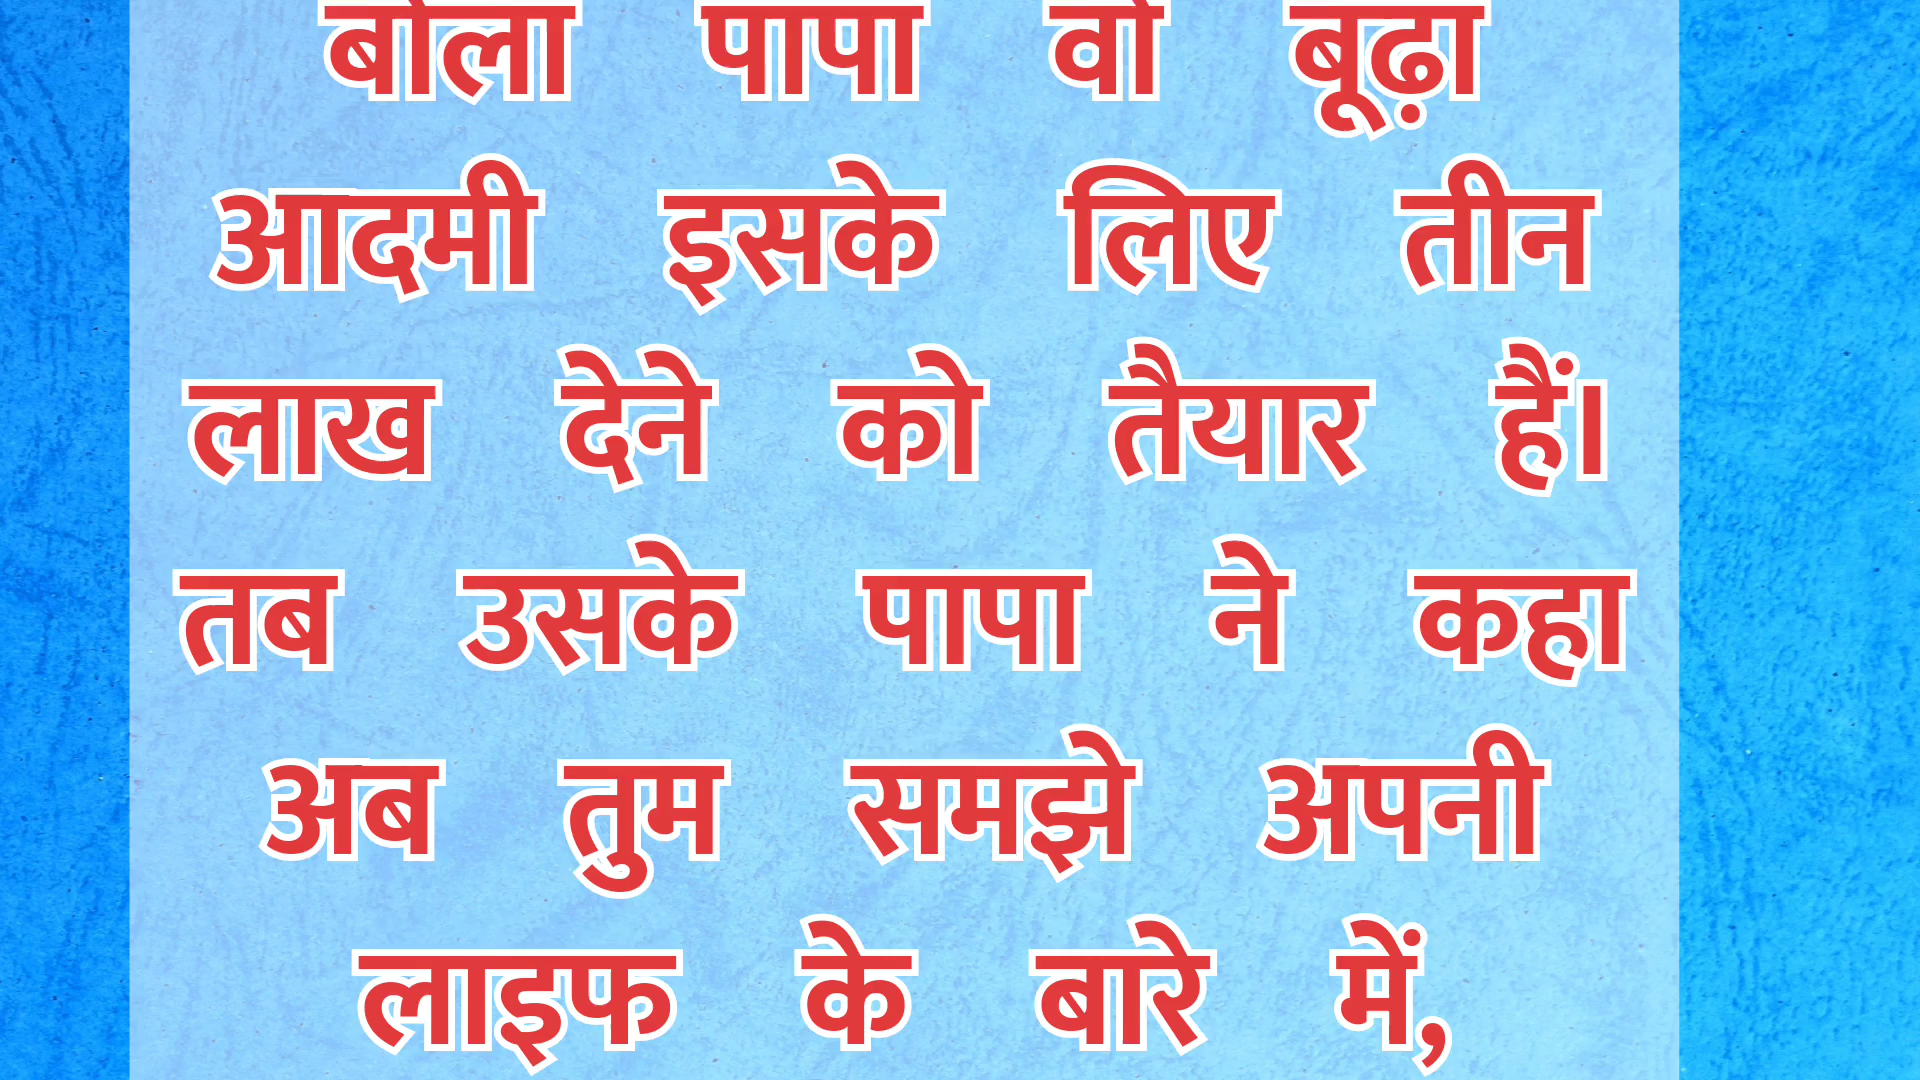 बोला पापा वो बूढ़ा
आदमी इसके लिए तीन
लाख देने को तैयार हैं।
तब उसके पापा ने कहा
अब तुम समझे अपनी
लाइफ के बारे में,